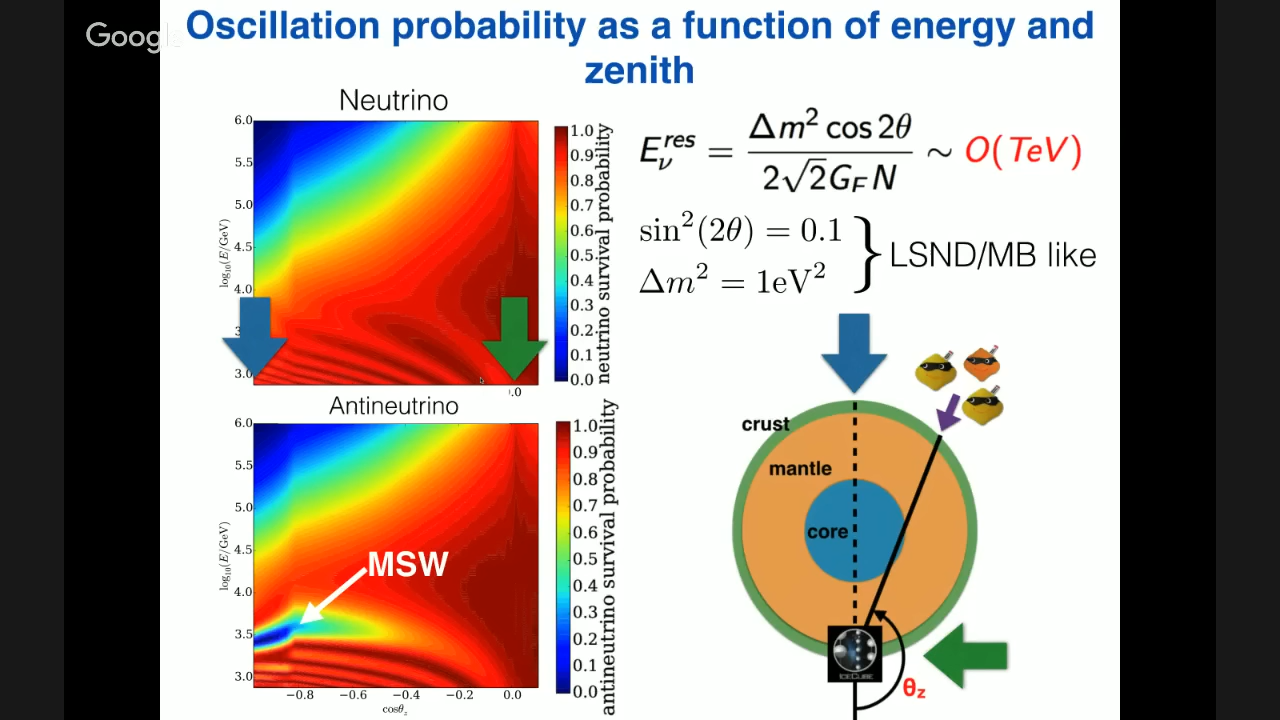 Google
Oscillation probability as a function of energy and
zenith
Neutrino
6.0
5.5
5.0
4.5
4.0
3.0
log₁₀(E/GeV)
.0
1.0
0.9
0.8
0.7
0.6
0.5
0.4
0.3
0.2
0.1
0.0
neutrino survival probability
Antineutrino
6.0
5.5
5.0
4.5
4.0
3.5
3.0
log₁₀(E/GeV)
MSW
−0.8 −0.6 −0.4 −0.2 0.0
cosθ_z
1.0
0.9
0.8
0.7
0.6
0.5
0.4
0.3
0.2
0.1
0.0
antineutrino survival probability
E_ν^res = Δm² cos 2θ / 2√2 G_F N ~ O(TeV)
sin²(2θ) = 0.1
Δm² = 1eV²
} LSND/MB like
crust
mantle
core
ICECUBE
θ_z